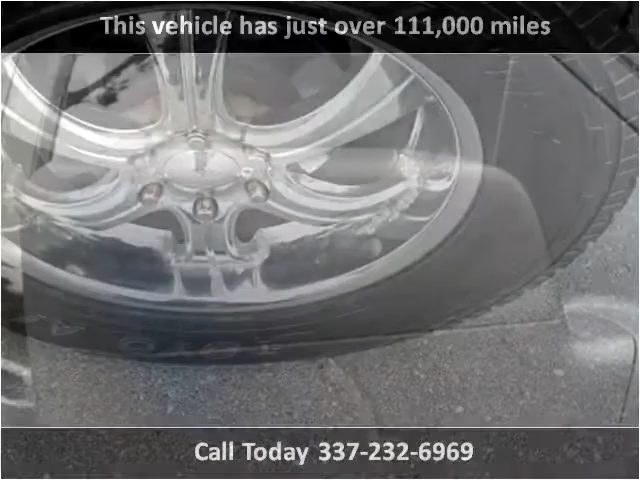 This vehicle has just over 111,000 miles
Call Today 337-232-6969